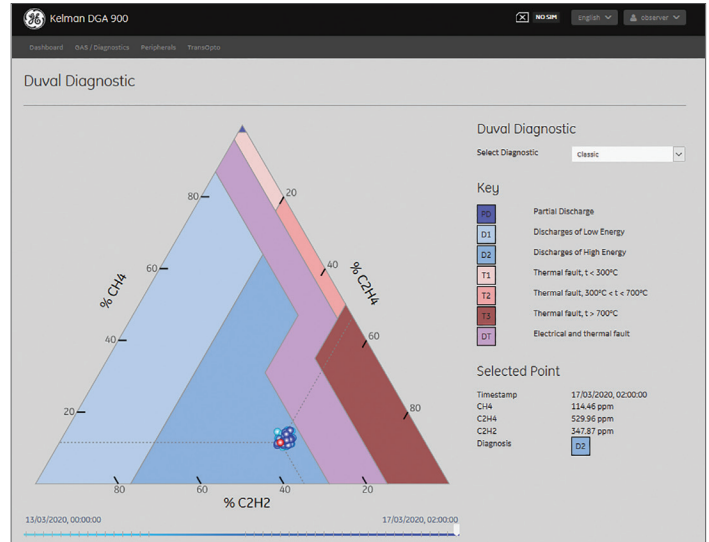 GE Kelman DGA 900
NO SIM
English
observer
Dashboard GAS / Diagnostics Peripherals TransOpto
Duval Diagnostic
Duval Diagnostic
Select Diagnostic Classic
Key
PD Partial Discharge
D1 Discharges of Low Energy
D2 Discharges of High Energy
T1 Thermal fault, t < 300°C
T2 Thermal fault, 300°C < t < 700°C
T3 Thermal fault, t > 700°C
DT Electrical and thermal fault
80
60
40
20
% CH4
20
40
60
80
% C2H4
80 60 40 20
% C2H2
Selected Point
Timestamp 17/03/2020, 02:00:00
CH4 114.46 ppm
C2H4 529.96 ppm
C2H2 347.87 ppm
Diagnosis D2
13/03/2020, 00:00:00 17/03/2020, 02:00:00